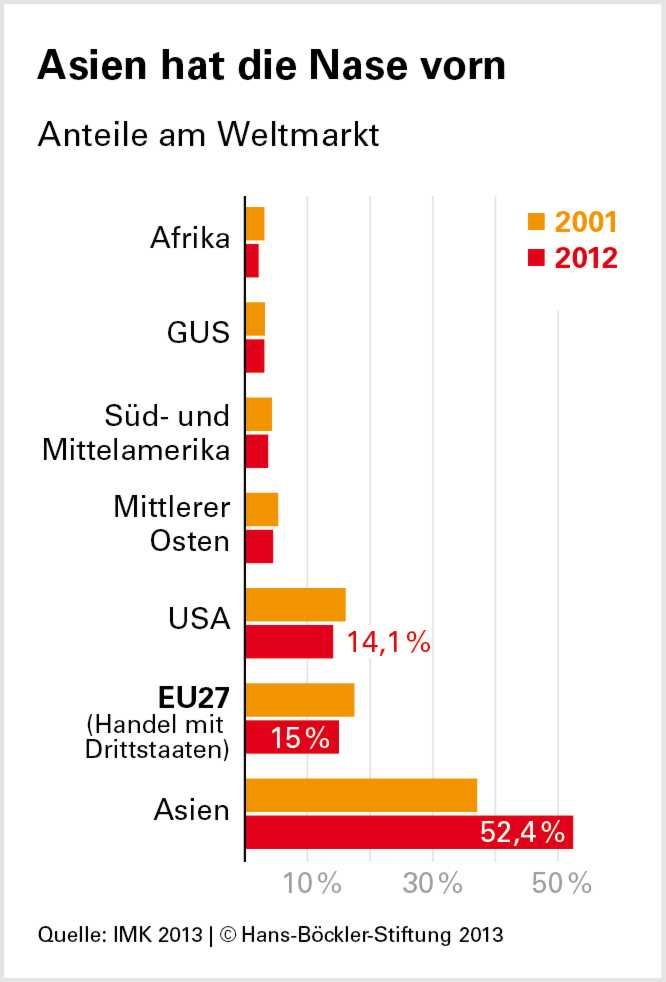 Asien hat die Nase vorn
Anteile am Weltmarkt
2001
2012
Afrika
GUS
Süd- und
Mittelamerika
Mittlerer
Osten
USA
14,1 %
EU27
(Handel mit
Drittstaaten)
15 %
Asien
52,4 %
10 % 30 % 50 %
Quelle: IMK 2013 | © Hans-Böckler-Stiftung 2013